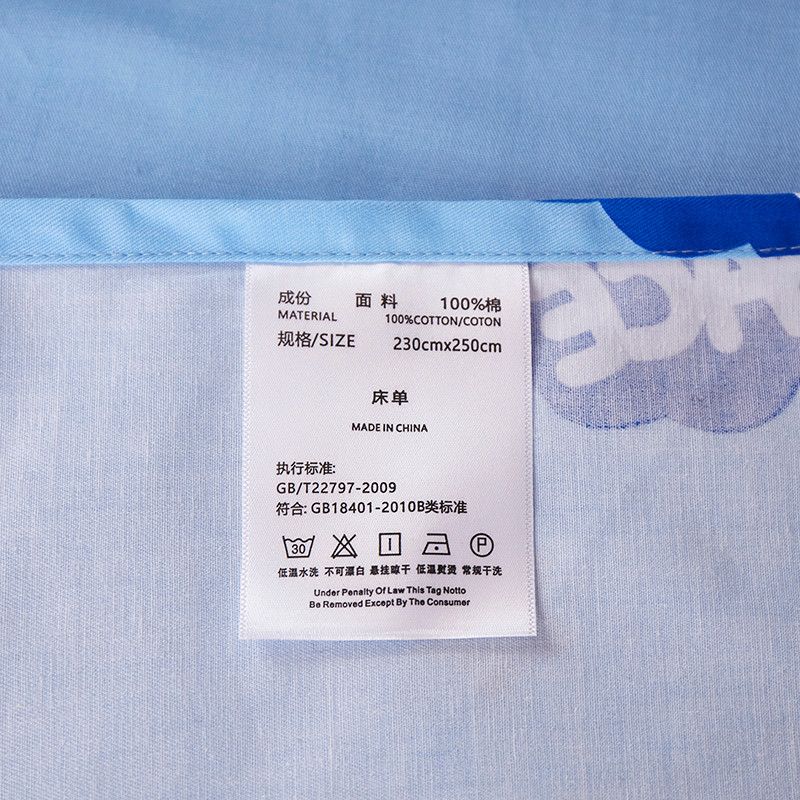 成份 面料 100%棉
MATERIAL 100%COTTON/COTON
规格/SIZE 230cmx250cm
床单
MADE IN CHINA
执行标准:
GB/T22797-2009
符合: GB18401-2010B类标准
30 P
低温水洗 不可漂白 悬挂晾干 低温熨烫 常规干洗
Under Penalty Of Law This Tag Notto
Be Removed Except By The Consumer